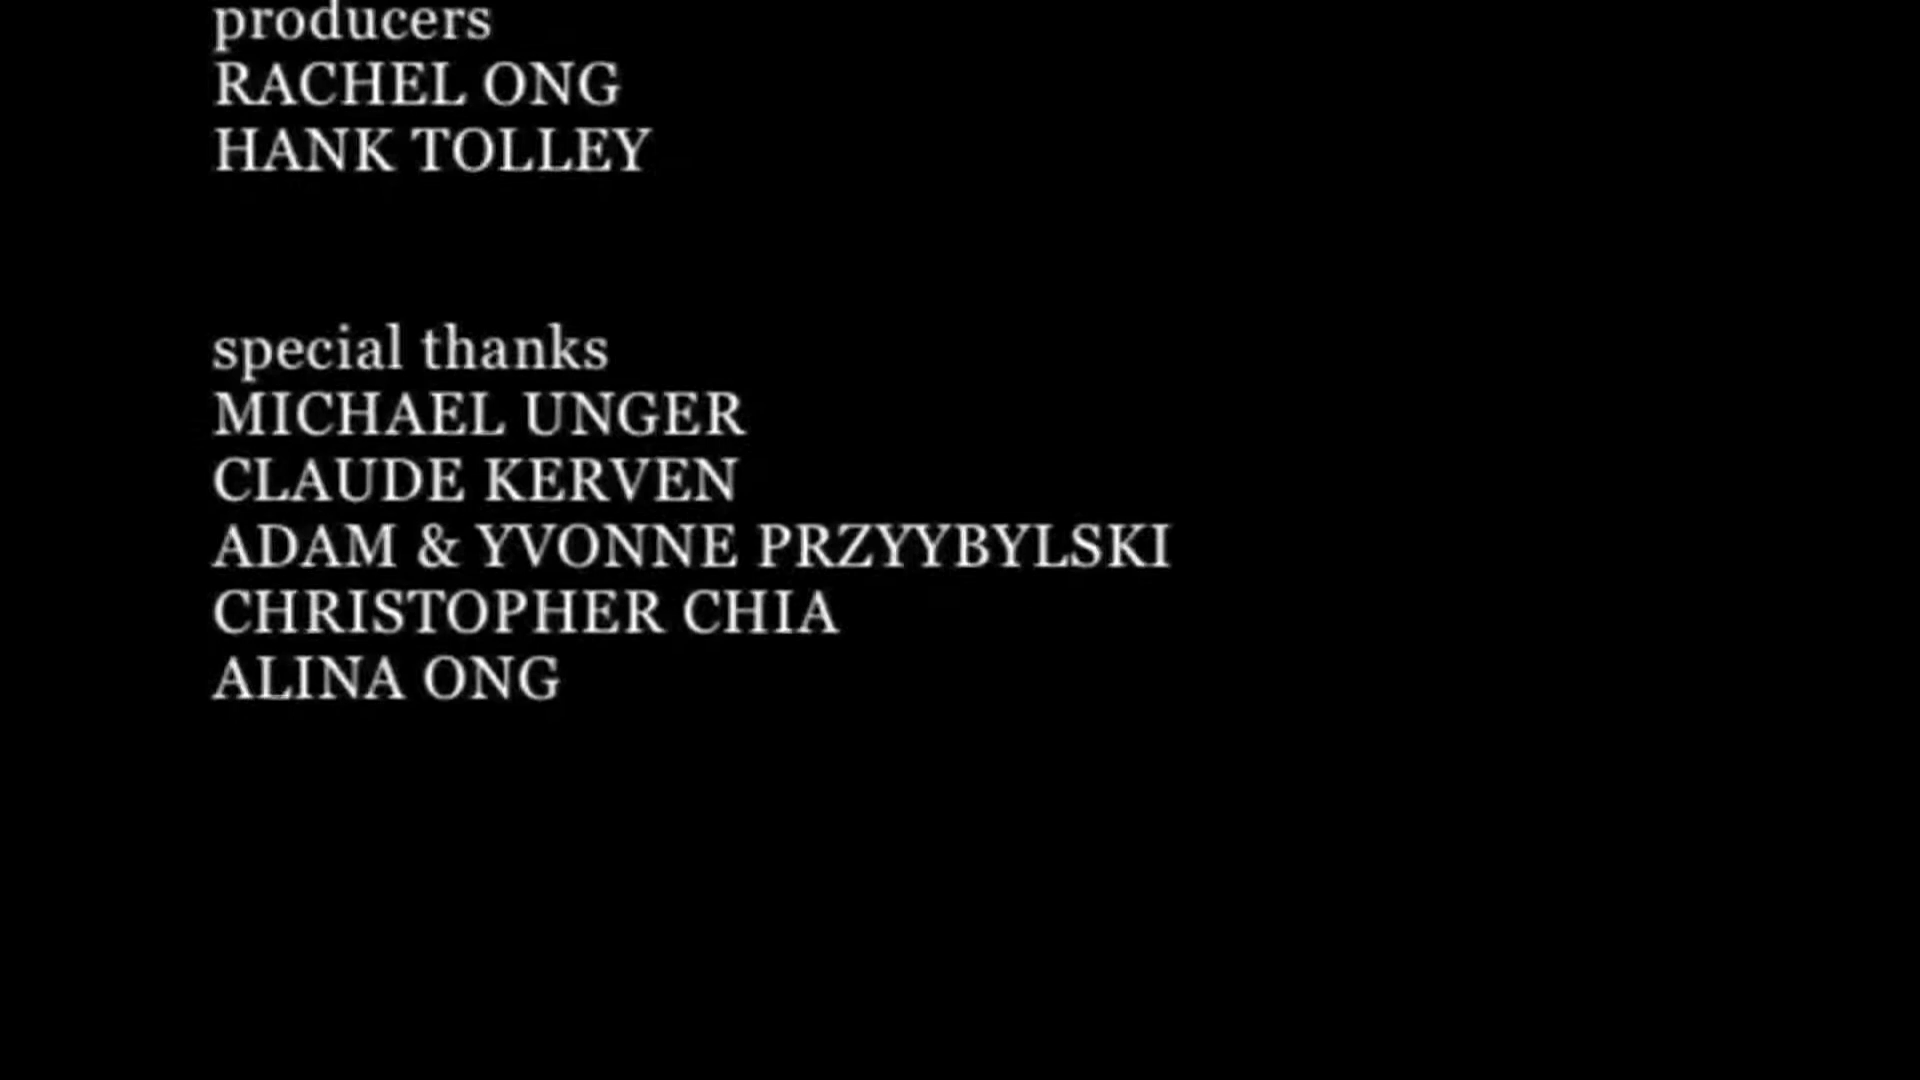 producers
RACHEL ONG
HANK TOLLEY
special thanks
MICHAEL UNGER
CLAUDE KERVEN
ADAM & YVONNE PRZYYBYLSKI
CHRISTOPHER CHIA
ALINA ONG